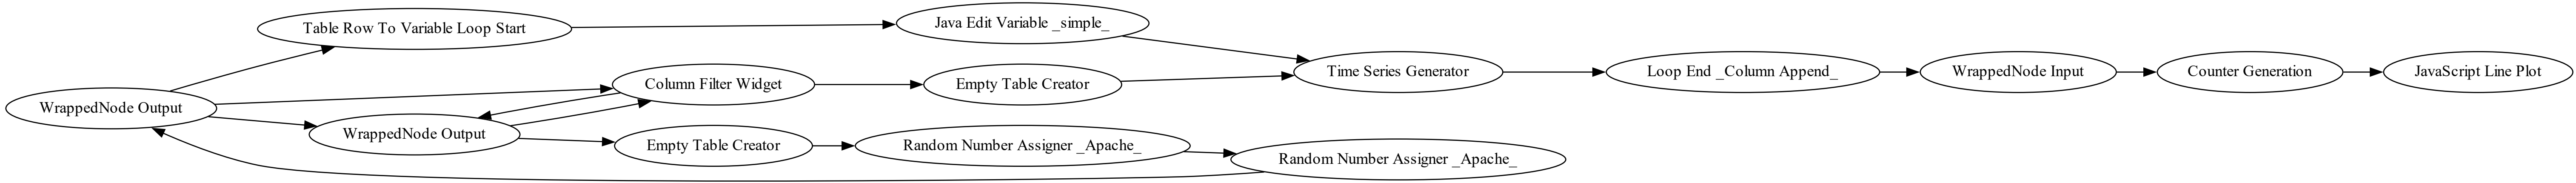 Table Row To Variable Loop Start
Java Edit Variable _simple_
Time Series Generator
Loop End _Column Append_
WrappedNode Input
Counter Generation
JavaScript Line Plot
Column Filter Widget
Empty Table Creator
WrappedNode Output
WrappedNode Output
Empty Table Creator
Random Number Assigner _Apache_
Random Number Assigner _Apache_